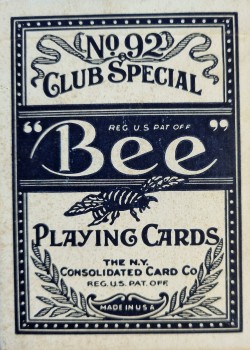 No. 92
CLUB SPECIAL
REG. U.S. PAT. OFF.
"Bee"
PLAYING CARDS
THE N.Y.
CONSOLIDATED CARD CO
REG. U.S. PAT. OFF.
MADE IN U.S.A.